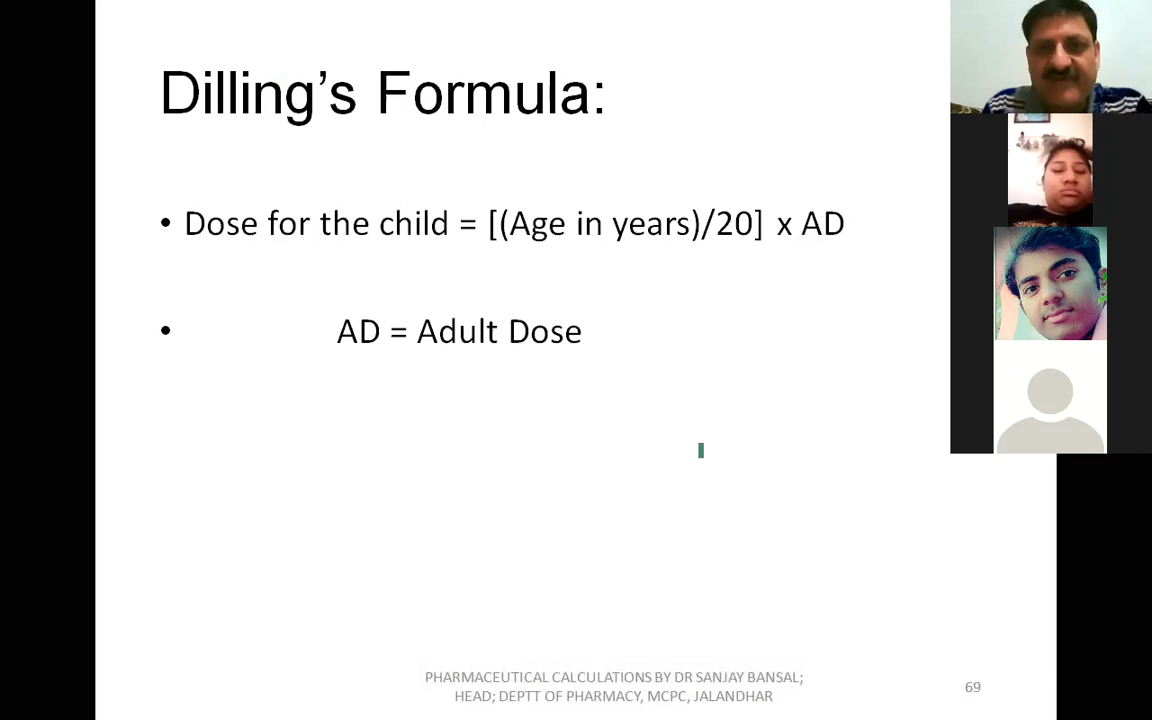 Dilling's Formula:
• Dose for the child = [(Age in years)/20] x AD
• AD = Adult Dose
PHARMACEUTICAL CALCULATIONS BY DR SANJAY BANSAL;
HEAD; DEPTT OF PHARMACY, MCPC, JALANDHAR
69